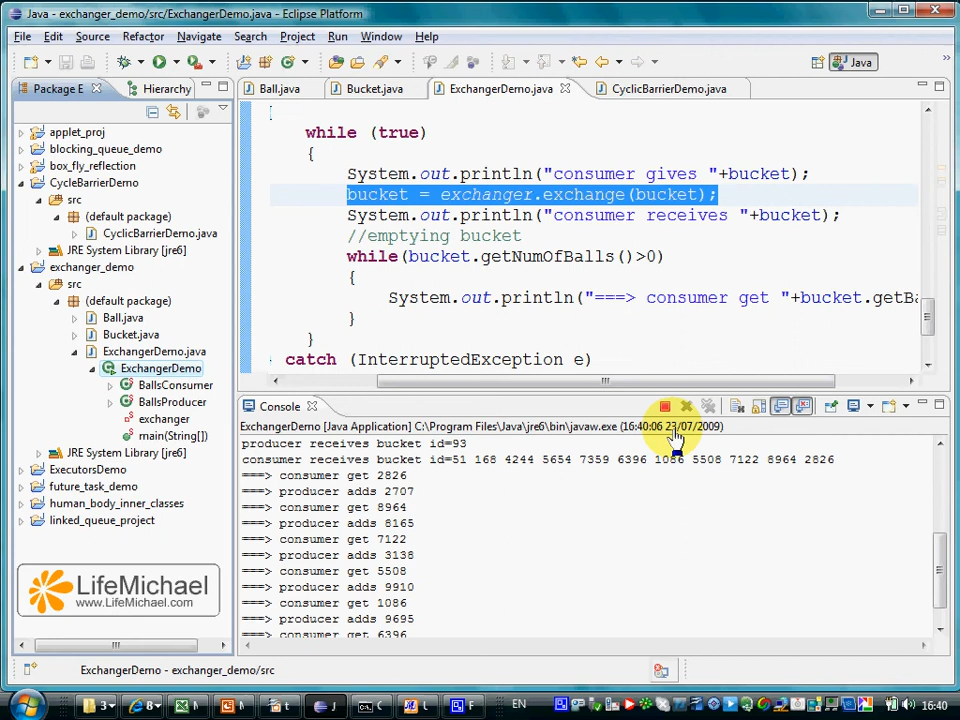 Java - exchanger_demo/src/ExchangerDemo.java - Eclipse Platform
File Edit Source Refactor Navigate Search Project Run Window Help
Java
Package E
Hierarchy
Ball.java
Bucket.java
ExchangerDemo.java
CyclicBarrierDemo.java
applet_proj
blocking_queue_demo
box_fly_reflection
CycleBarrierDemo
src
(default package)
CyclicBarrierDemo.java
JRE System Library [jre6]
exchanger_demo
src
(default package)
Ball.java
Bucket.java
ExchangerDemo.java
ExchangerDemo
BallsConsumer
BallsProducer
exchanger
main(String[])
JRE System Library [jre6]
ExecutorsDemo
future_task_demo
human_body_inner_classes
linked_queue_project
LifeMichael
www.LifeMichael.com
while (true)
{
System.out.println("consumer gives "+bucket);
bucket = exchanger.exchange(bucket);
System.out.println("consumer receives "+bucket);
//emptying bucket
while(bucket.getNumOfBalls()>0)
{
System.out.println("===> consumer get "+bucket.getBa
}
}
catch (InterruptedException e)
Console
ExchangerDemo [Java Application] C:\Program Files\Java\jre6\bin\javaw.exe (16:40:06 23/07/2009)
producer receives bucket id=93
consumer receives bucket id=51 168 4244 5654 7359 6396 1086 5508 7122 8964 2826
===> consumer get 2826
===> producer adds 2707
===> consumer get 8964
===> producer adds 8165
===> consumer get 7122
===> producer adds 3138
===> consumer get 5508
===> producer adds 9910
===> consumer get 1086
===> producer adds 9695
===> consumer get 6396
ExchangerDemo - exchanger_demo/src
3
8
M
M
t
J
C
L
F
EN
16:40